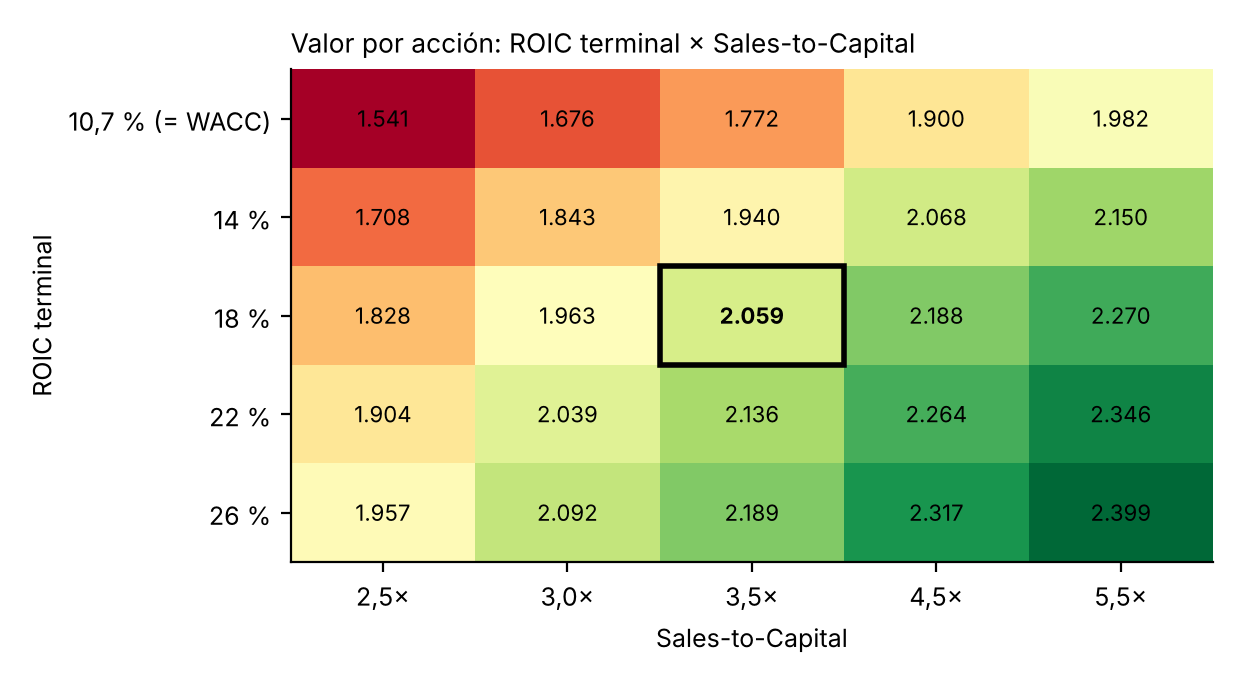 Valor por acción: ROIC terminal × Sales-to-Capital
ROIC terminal
10,7 % (= WACC) 1.541 1.676 1.772 1.900 1.982
14 % 1.708 1.843 1.940 2.068 2.150
18 % 1.828 1.963 2.059 2.188 2.270
22 % 1.904 2.039 2.136 2.264 2.346
26 % 1.957 2.092 2.189 2.317 2.399
2,5× 3,0× 3,5× 4,5× 5,5×
Sales-to-Capital